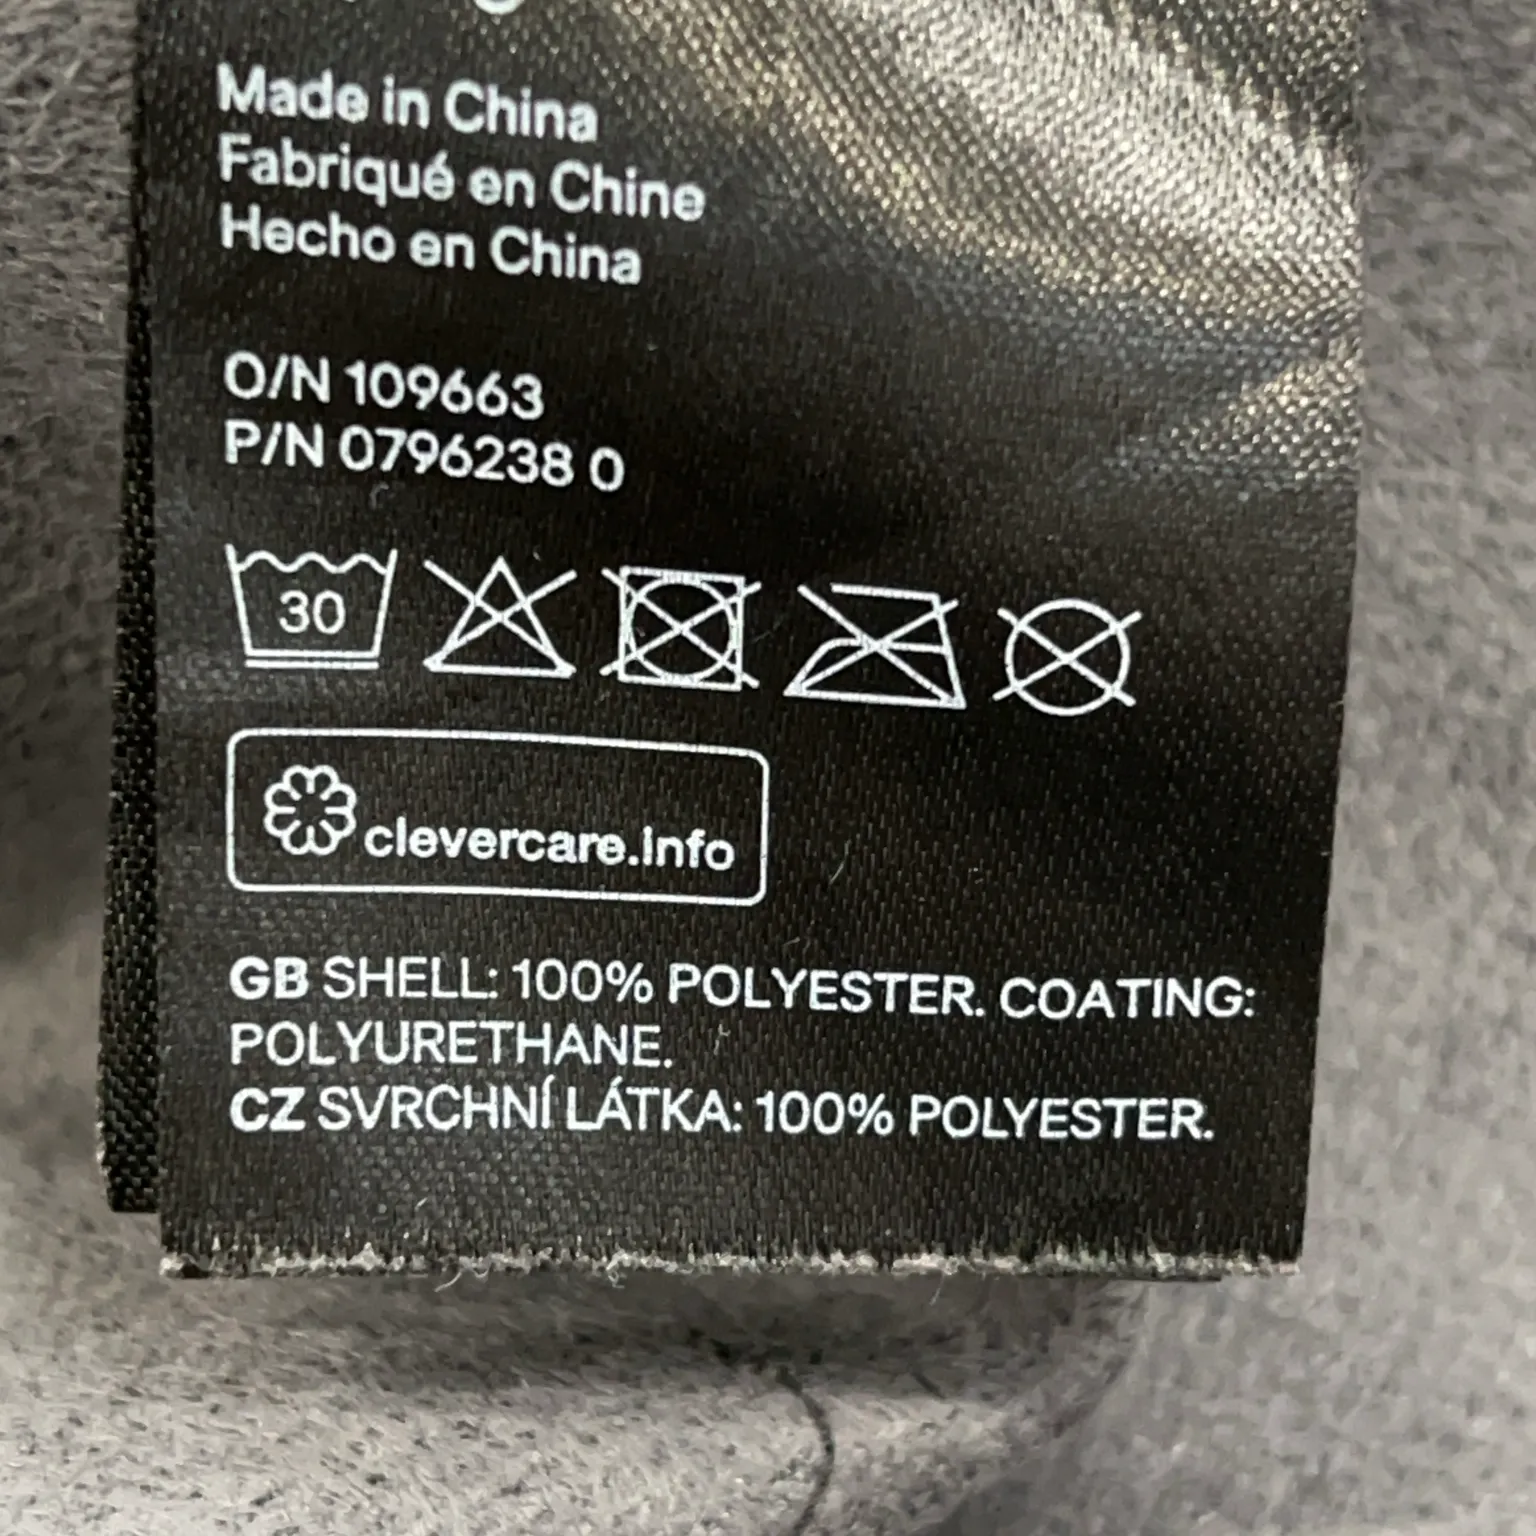 Made in China
Fabriqué en Chine
Hecho en China
O/N 109663
P/N 0796238 0
30
clevercare.info
GB SHELL: 100% POLYESTER. COATING:
POLYURETHANE.
CZ SVRCHNÍ LÁTKA: 100% POLYESTER.